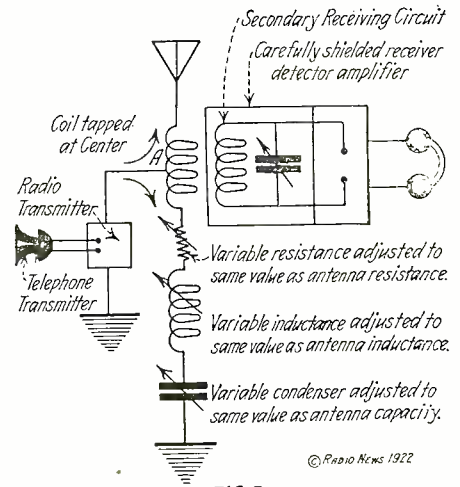 Secondary Receiving Circuit
Carefully shielded receiver
detector amplifier
Coil tapped
at Center
A
Radio
Transmitter
Telephone
Transmitter
Variable resistance adjusted to
same value as antenna resistance.
Variable inductance adjusted to
same value as antenna inductance.
Variable condenser adjusted to
same value as antenna capacity.
© RADIO NEWS 1922